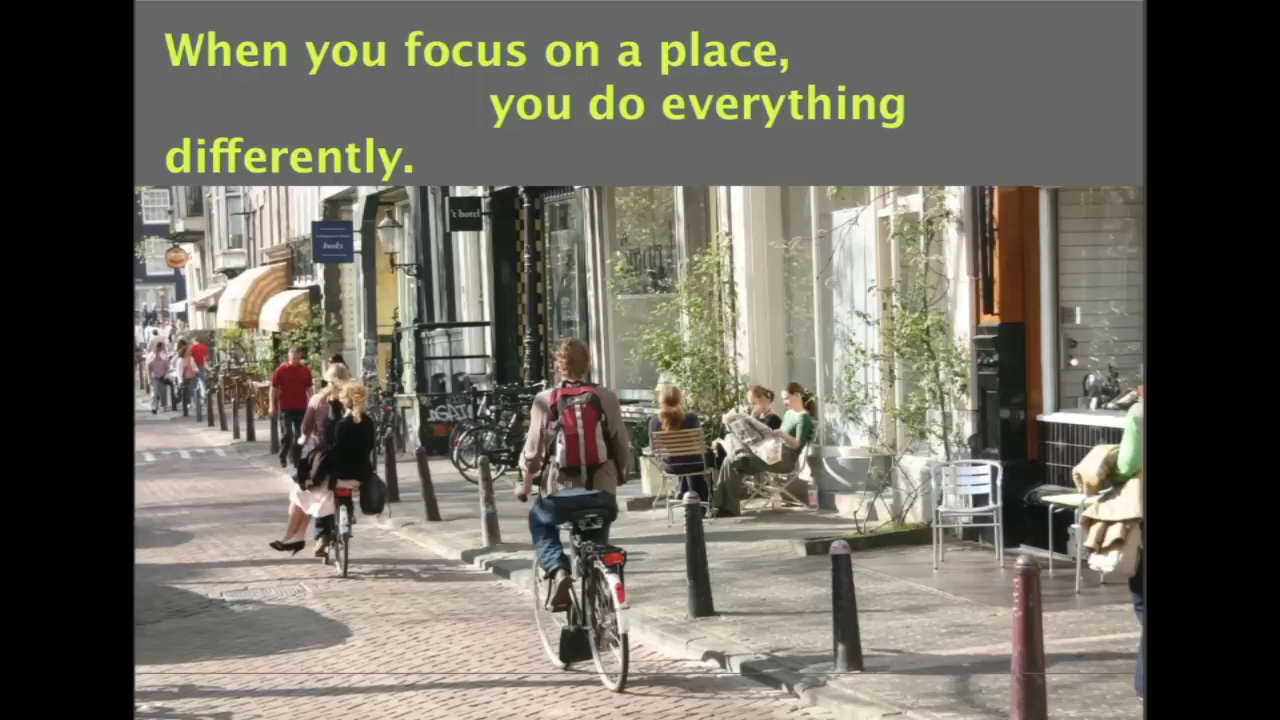 When you focus on a place,
you do everything
differently.
't hotel
books